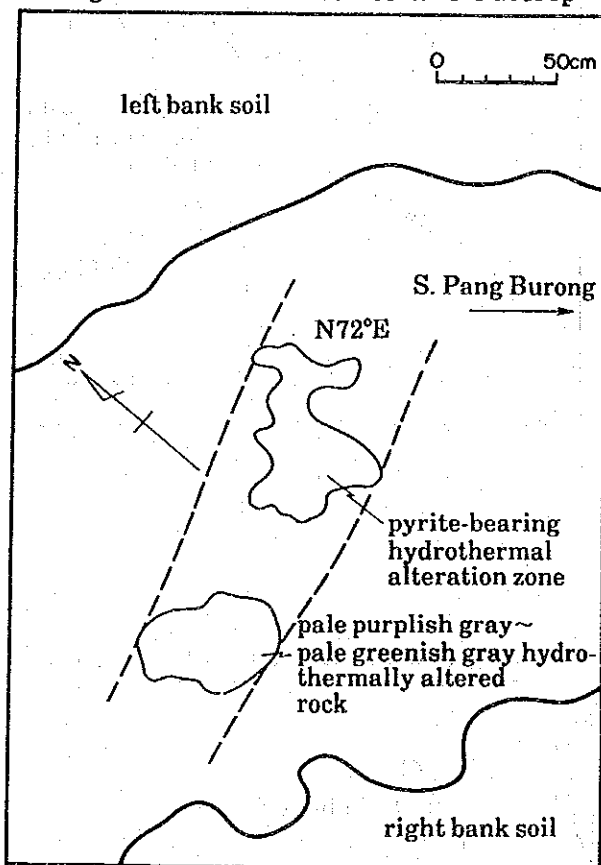 0 50cm
left bank soil
S. Pang Burong
N72°E
N
pyrite-bearing
hydrothermal
alteration zone
pale purplish gray~
pale greenish gray hydro-
thermally altered
rock
right bank soil